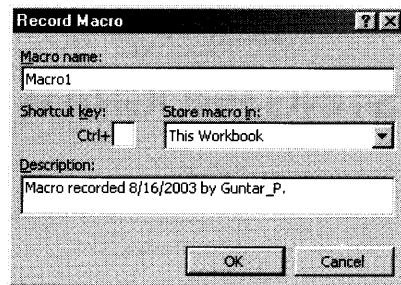 Record Macro
Macro name:
Macro1
Shortcut key: Store macro in:
Ctrl+ This Workbook
Description:
Macro recorded 8/16/2003 by Guntar_P.
OK Cancel